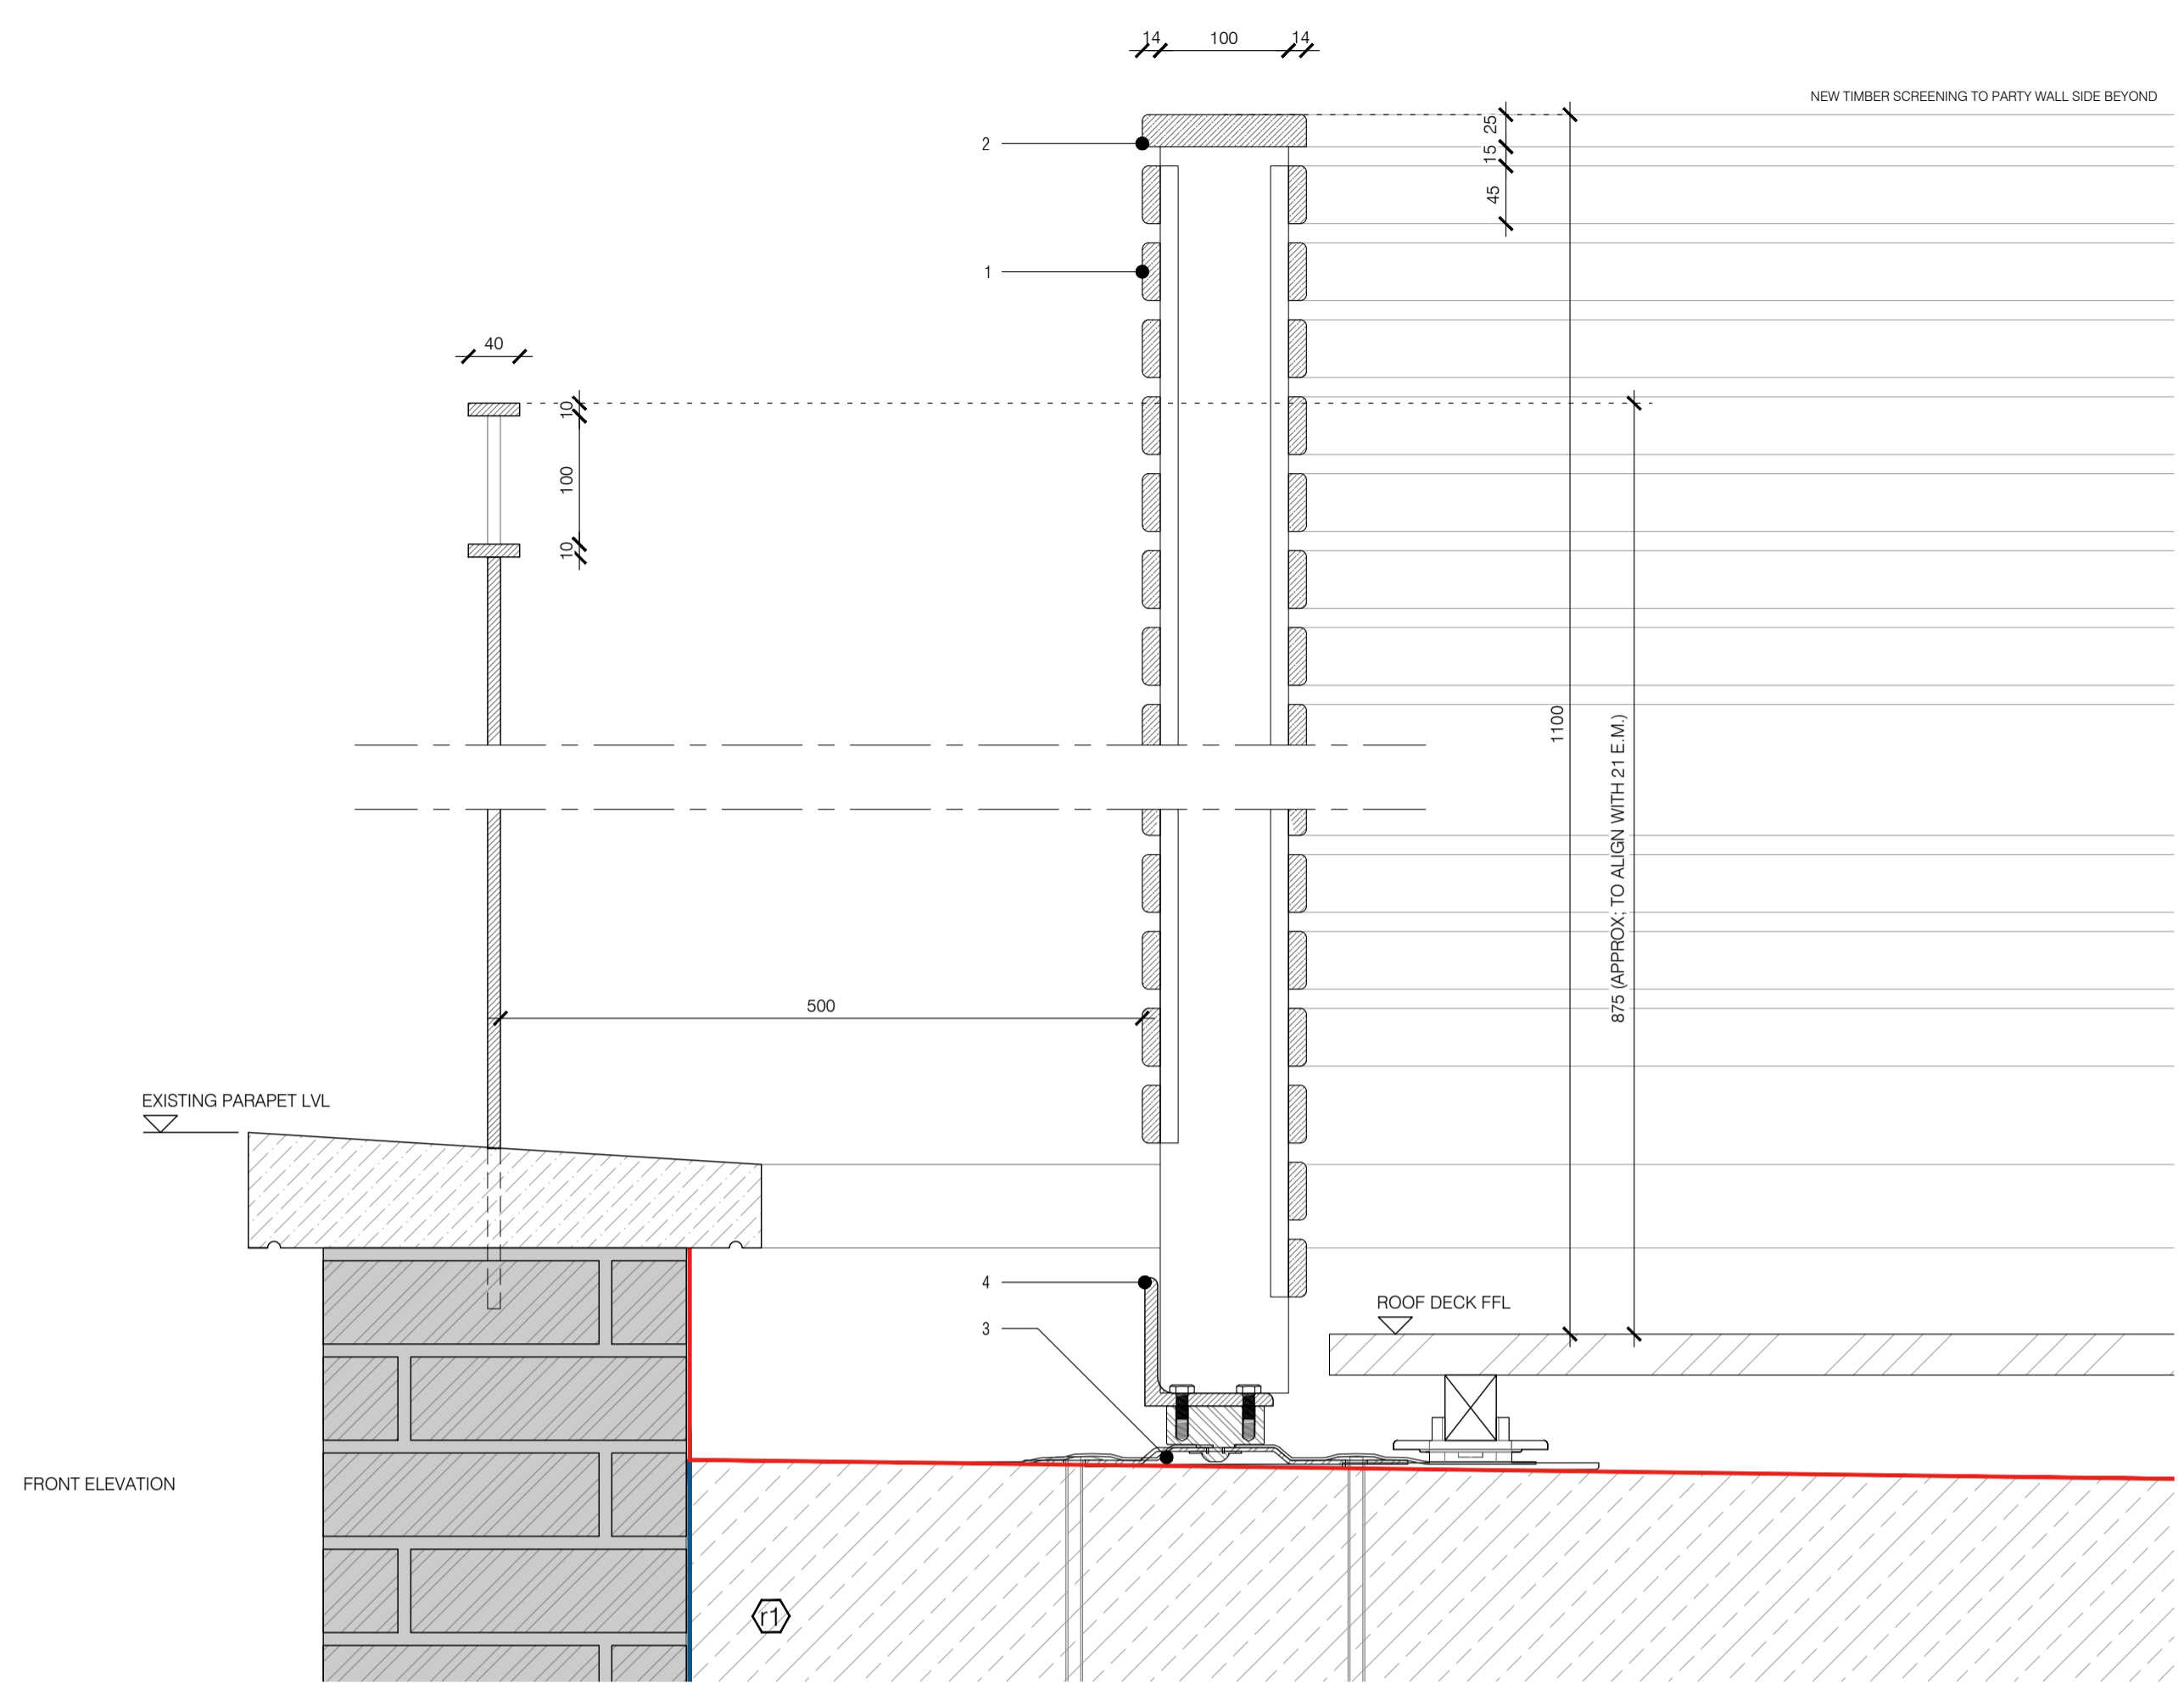 14 100 14
NEW TIMBER SCREENING TO PARTY WALL SIDE BEYOND
25
2
15
45
1
40
10
100
10
1100
875 (APPROX; TO ALIGN WITH 21 E.M.)
500
EXISTING PARAPET LVL
4
ROOF DECK FFL
3
FRONT ELEVATION
r1